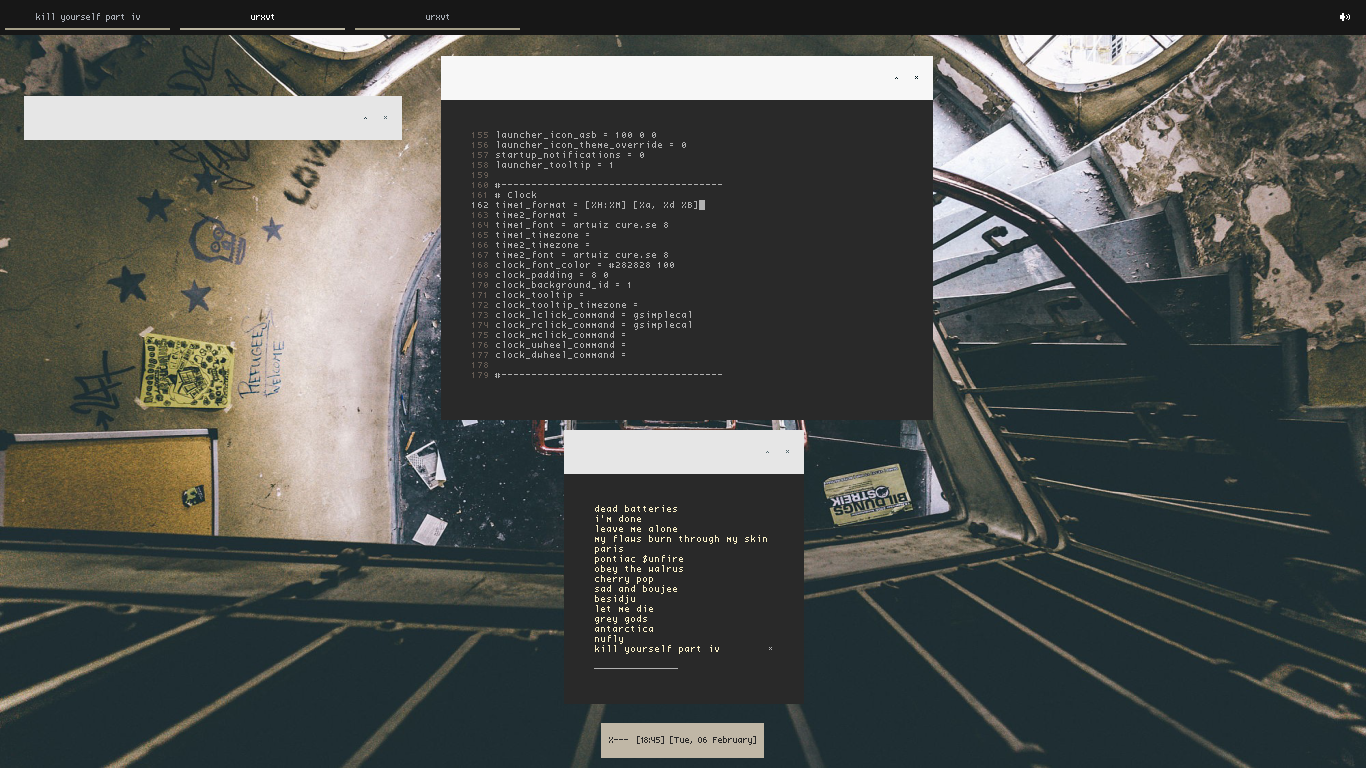 kill yourself part iv
urxvt
urxvt
155 launcher_icon_asb = 100 0 0
156 launcher_icon_theme_override = 0
157 startup_notifications = 0
158 launcher_tooltip = 1
159
160 #-------------------------------------
161 # Clock
162 time1_format = [%H:%M] [%a, %d %B]
163 time2_format =
164 time1_font = artwiz cure.se 8
165 time1_timezone =
166 time2_timezone =
167 time2_font = artwiz cure.se 8
168 clock_font_color = #282828 100
169 clock_padding = 8 0
170 clock_background_id = 1
171 clock_tooltip =
172 clock_tooltip_timezone =
173 clock_lclick_command = gsimplecal
174 clock_rclick_command = gsimplecal
175 clock_mclick_command =
176 clock_uwheel_command =
177 clock_dwheel_command =
178
179 #-------------------------------------
REFUGEES
WELCOME
BILDUNGS
STREIK
dead batteries
i'm done
leave me alone
my flaws burn through my skin
paris
pontiac $unfire
obey the walrus
cherry pop
sad and boujee
besidju
let me die
grey gods
antarctica
nufly
kill yourself part iv ×
%--- [18:45] [Tue, 06 February]